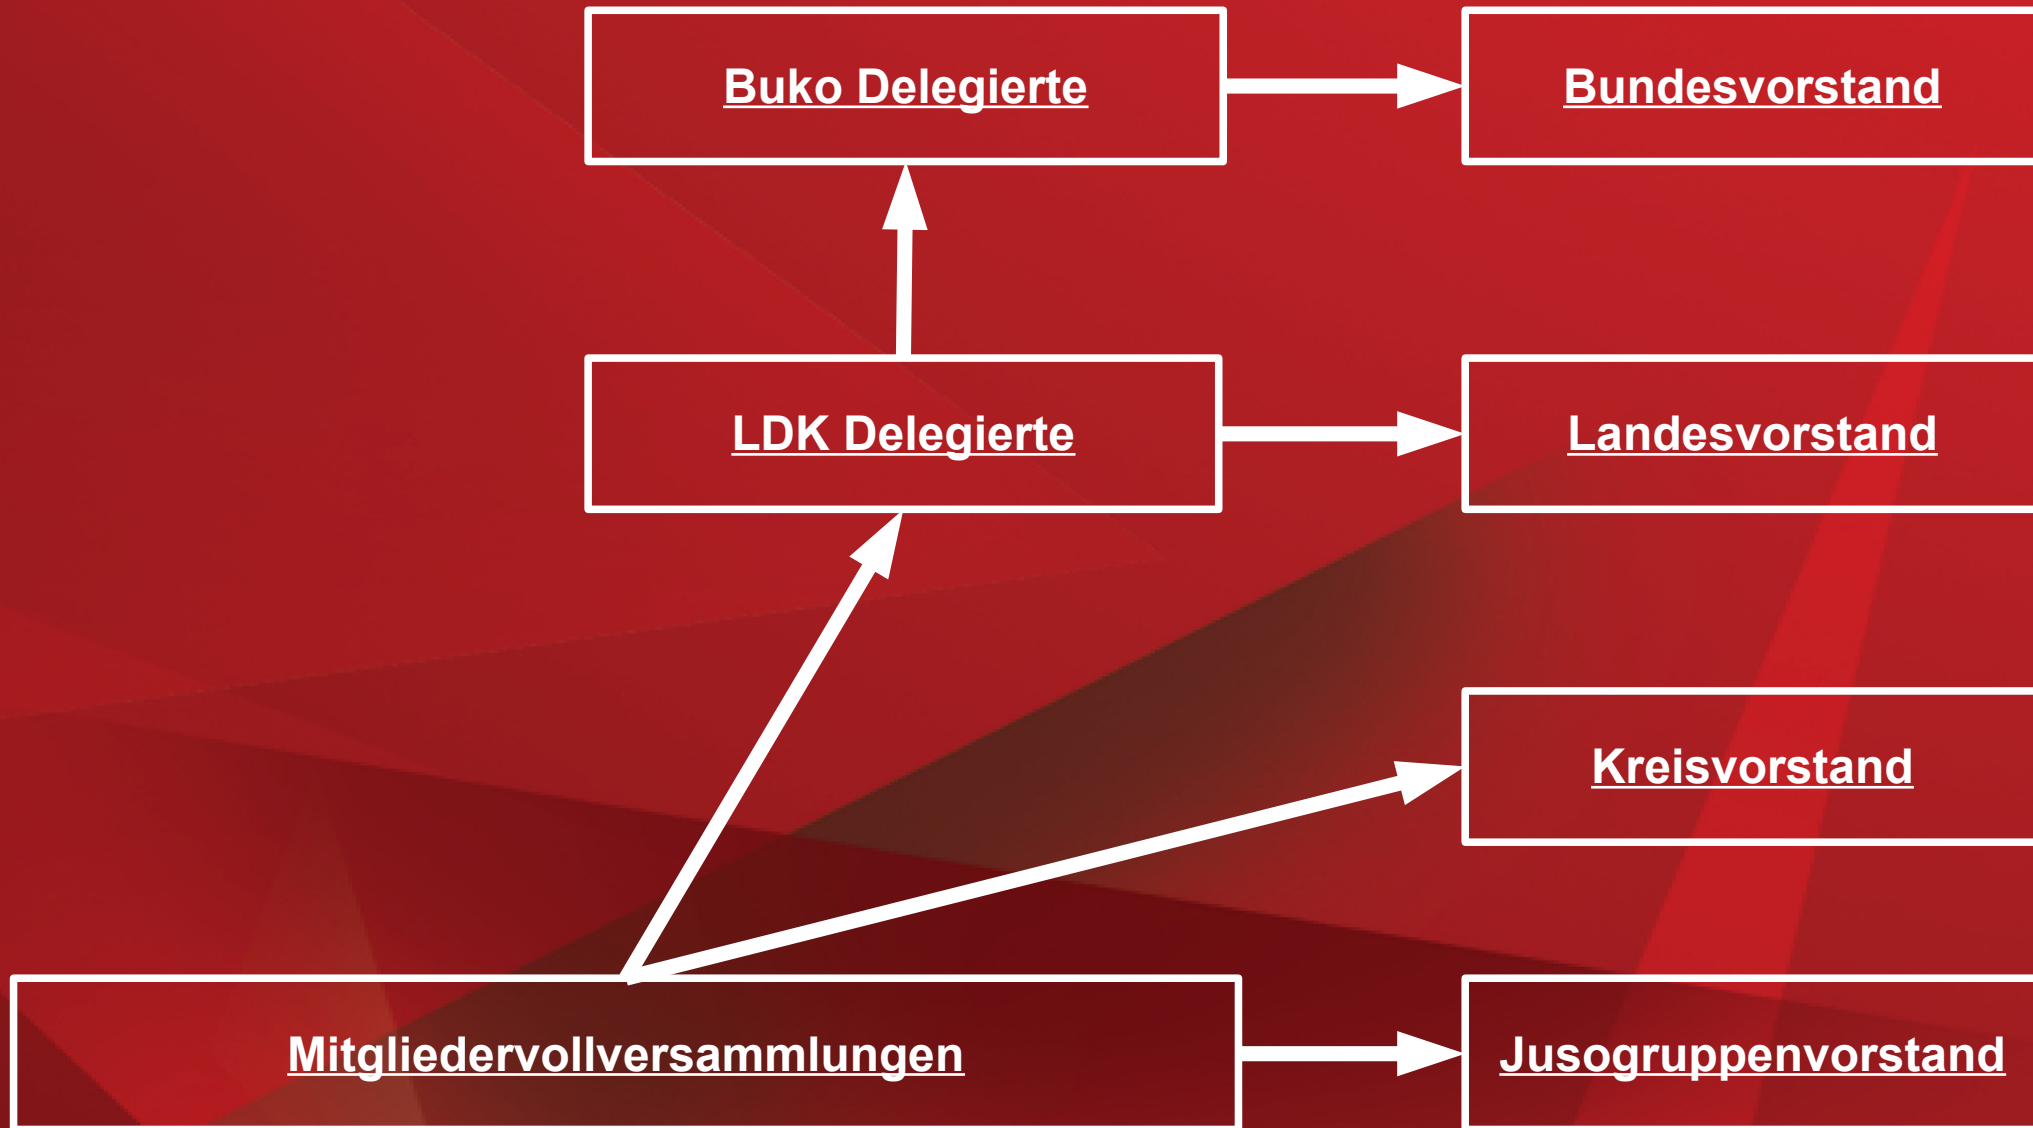 Buko Delegierte
Bundesvorstand
LDK Delegierte
Landesvorstand
Kreisvorstand
Mitgliedervollversammlungen
Jusogruppenvorstand